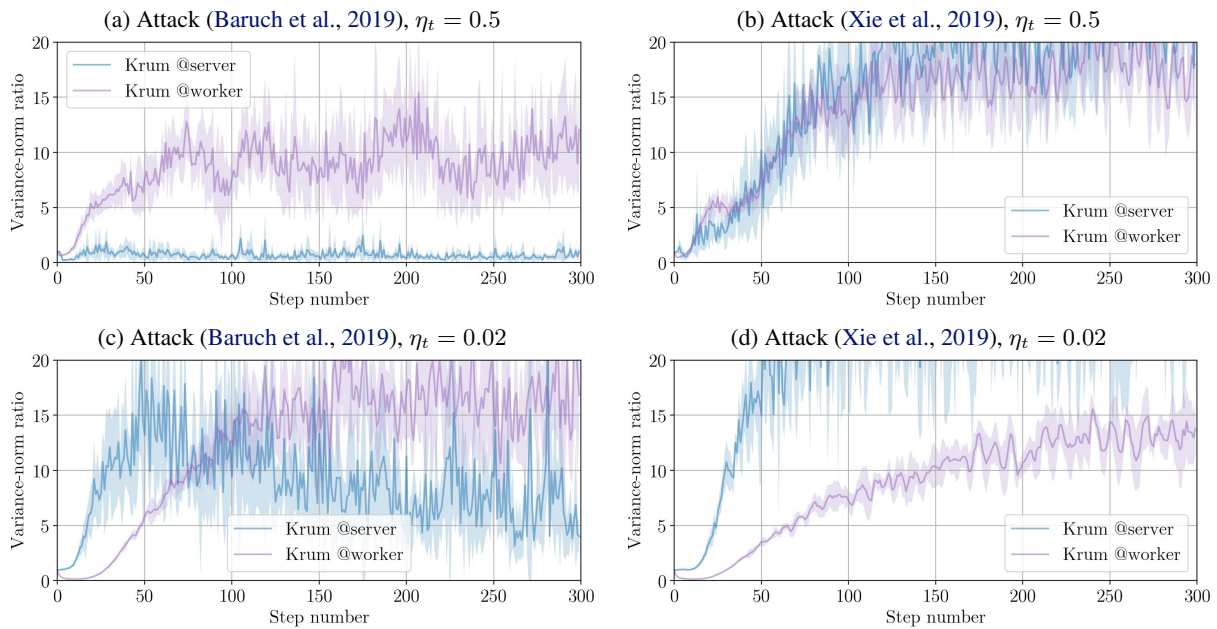 (a) Attack (Baruch et al., 2019), ηt = 0.5
20
15
10
5
0
Variance-norm ratio
Krum @server
Krum @worker
0 50 100 150 200 250 300
Step number
(b) Attack (Xie et al., 2019), ηt = 0.5
20
15
10
5
0
Variance-norm ratio
Krum @server
Krum @worker
0 50 100 150 200 250 300
Step number
(c) Attack (Baruch et al., 2019), ηt = 0.02
20
15
10
5
0
Variance-norm ratio
Krum @server
Krum @worker
0 50 100 150 200 250 300
Step number
(d) Attack (Xie et al., 2019), ηt = 0.02
20
15
10
5
0
Variance-norm ratio
Krum @server
Krum @worker
0 50 100 150 200 250 300
Step number